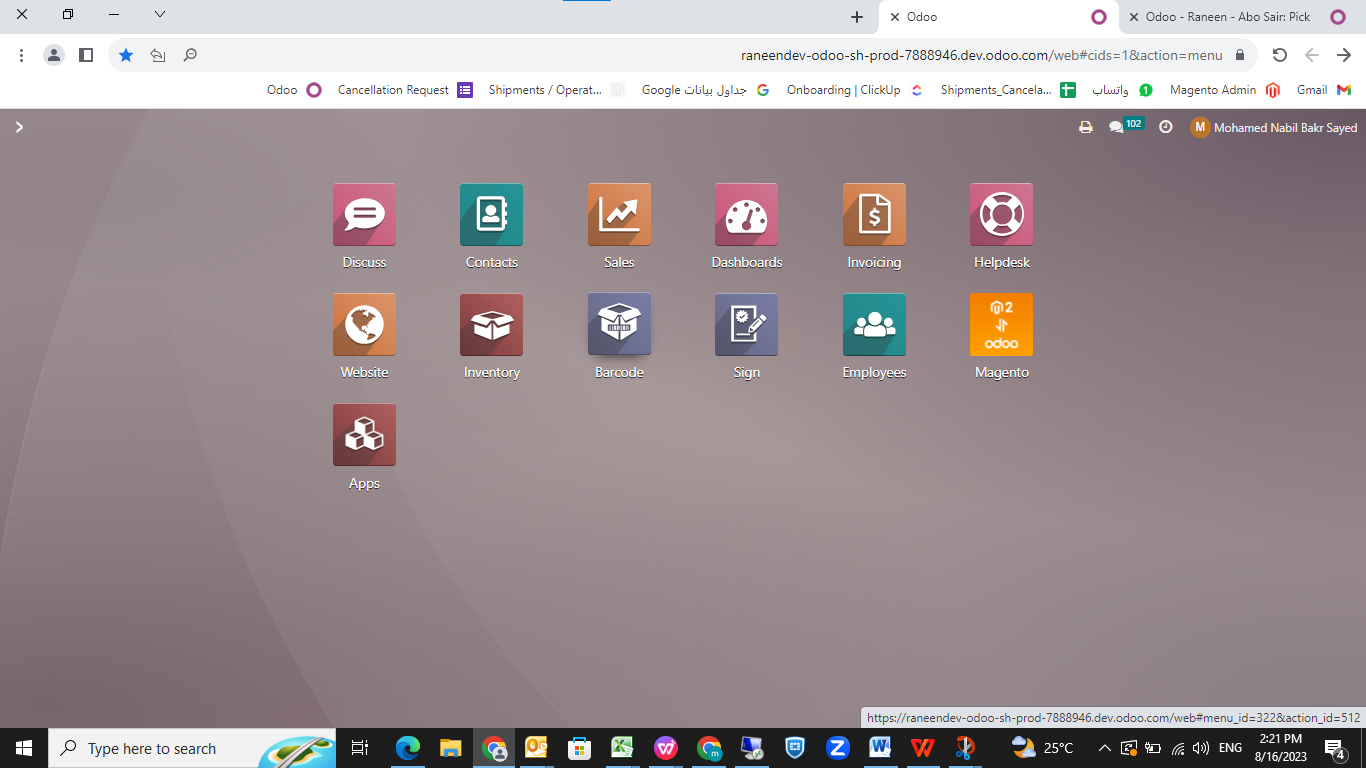 Odoo
Odoo - Raneen - Abo Sair: Pick
raneendev-odoo-sh-prod-7888946.dev.odoo.com/web#cids=1&action=menu
Odoo
Cancellation Request
Shipments / Operat...
جداول بيانات Google
Onboarding | ClickUp
Shipments_Cancela...
واتساب
1
Magento Admin
Gmail
102
M
Mohamed Nabil Bakr Sayed
Discuss
Contacts
Sales
Dashboards
Invoicing
Helpdesk
2
odoo
Website
Inventory
Barcode
Sign
Employees
Magento
Apps
https://raneendev-odoo-sh-prod-7888946.dev.odoo.com/web#menu_id=322&action_id=512
Type here to search
25°C
ENG
2:21 PM
8/16/2023
4